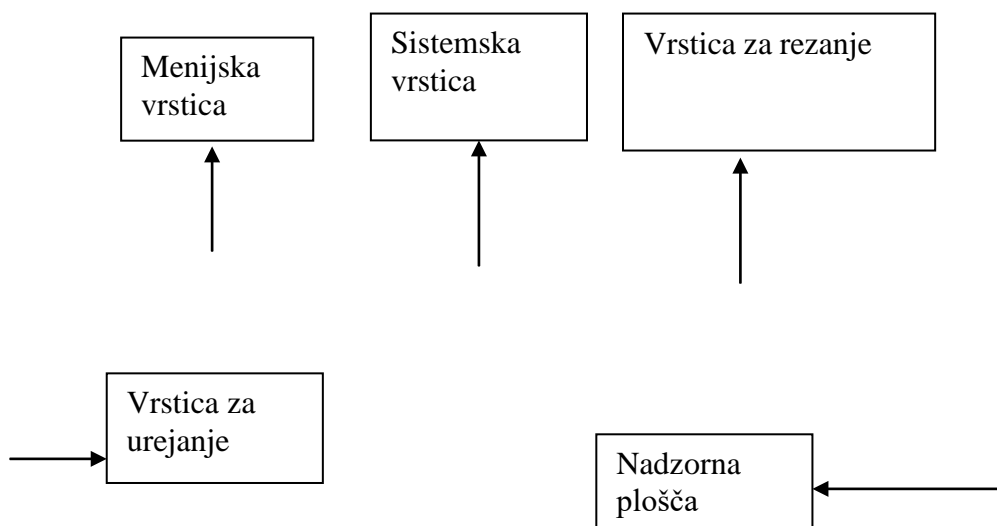 Menijska
vrstica
Sistemska
vrstica
Vrstica za rezanje
Vrstica za
urejanje
Nadzorna
plošča